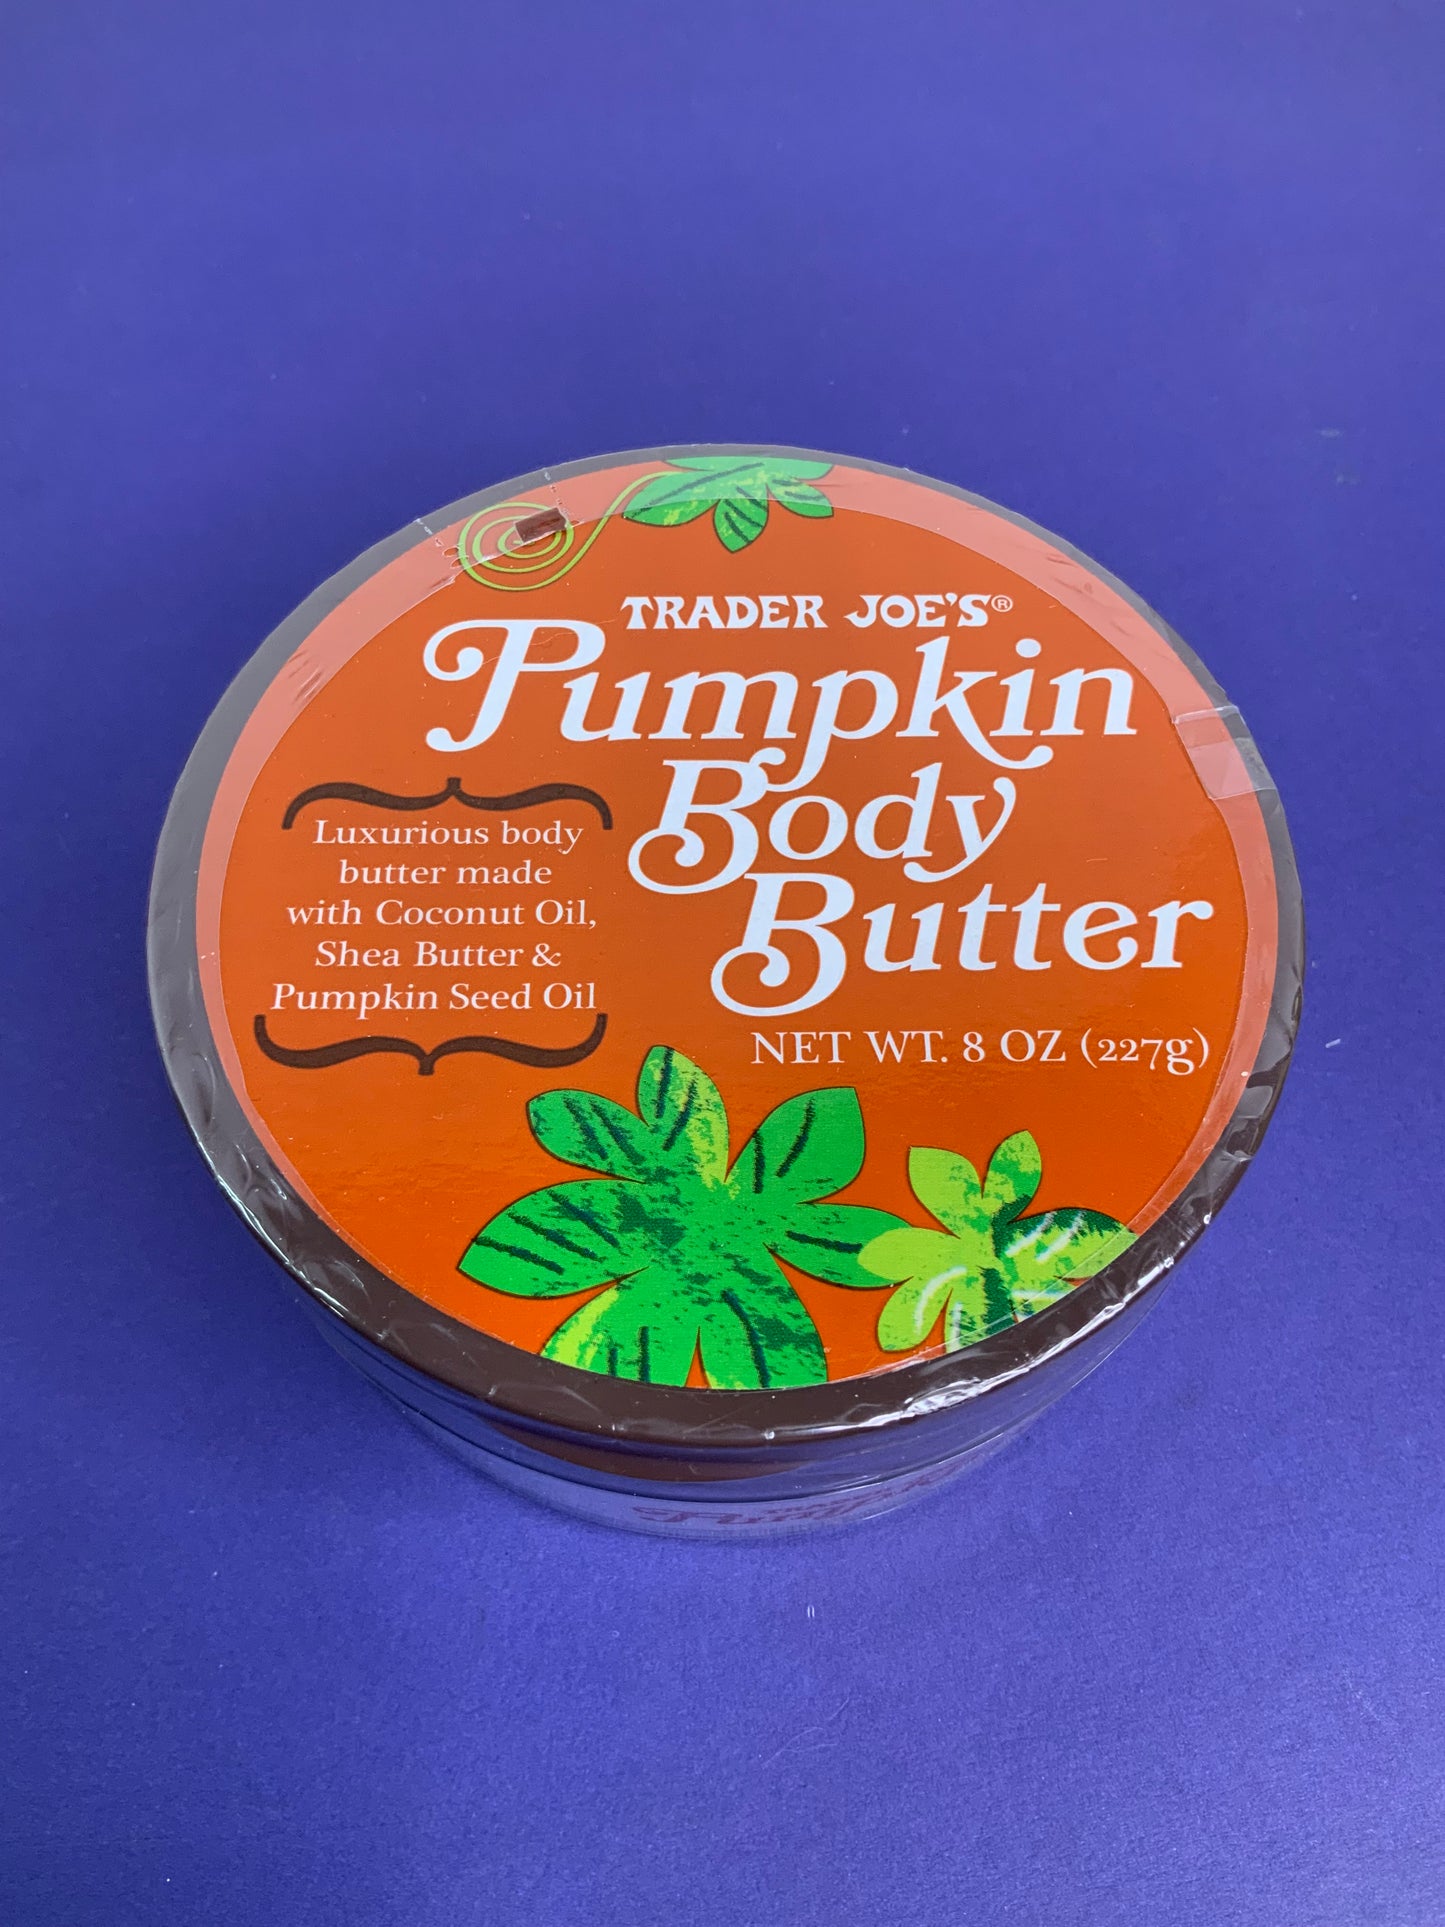 TRADER JOE'S®
Pumpkin
Body
Butter
Luxurious body
butter made
with Coconut Oil,
Shea Butter &
Pumpkin Seed Oil
NET WT. 8 OZ (227g)